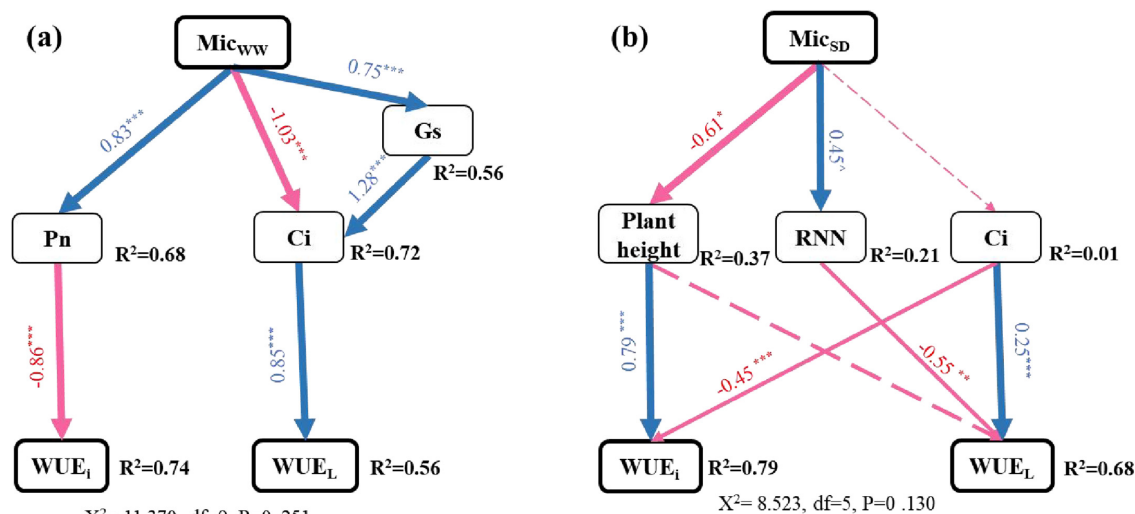 (a)
Mic_WW
0.75***
0.83***
-1.03***
Gs
R²=0.56
1.28***
Pn
R²=0.68
Ci
R²=0.72
-0.86***
0.85***
WUE_i
R²=0.74
WUE_L
R²=0.56
(b)
Mic_SD
-0.61*
0.45^
Plant
height
R²=0.37
RNN
R²=0.21
Ci
R²=0.01
0.79 ***
-0.45 ***
-0.55 **
0.25***
WUE_i
R²=0.79
WUE_L
R²=0.68
X²= 8.523, df=5, P=0 .130